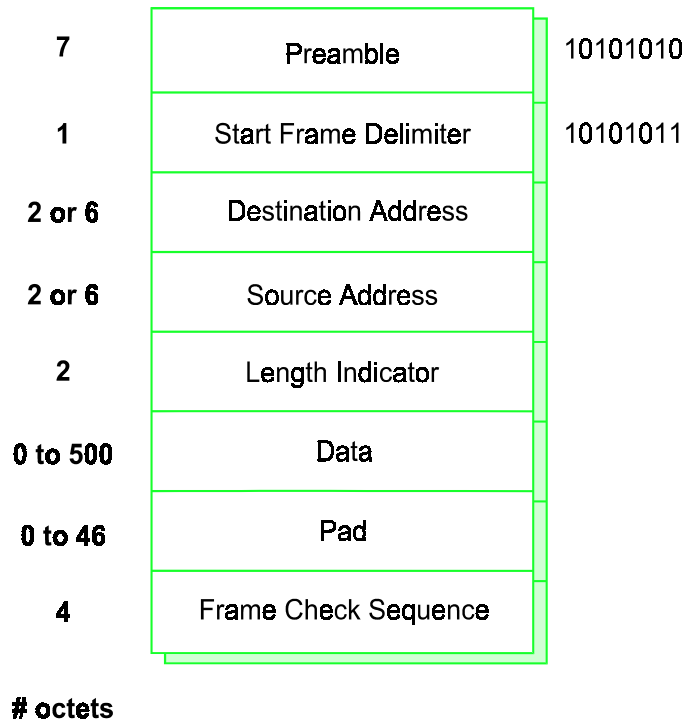 7 Preamble 10101010
1 Start Frame Delimiter 10101011
2 or 6 Destination Address
2 or 6 Source Address
2 Length Indicator
0 to 500 Data
0 to 46 Pad
4 Frame Check Sequence
# octets